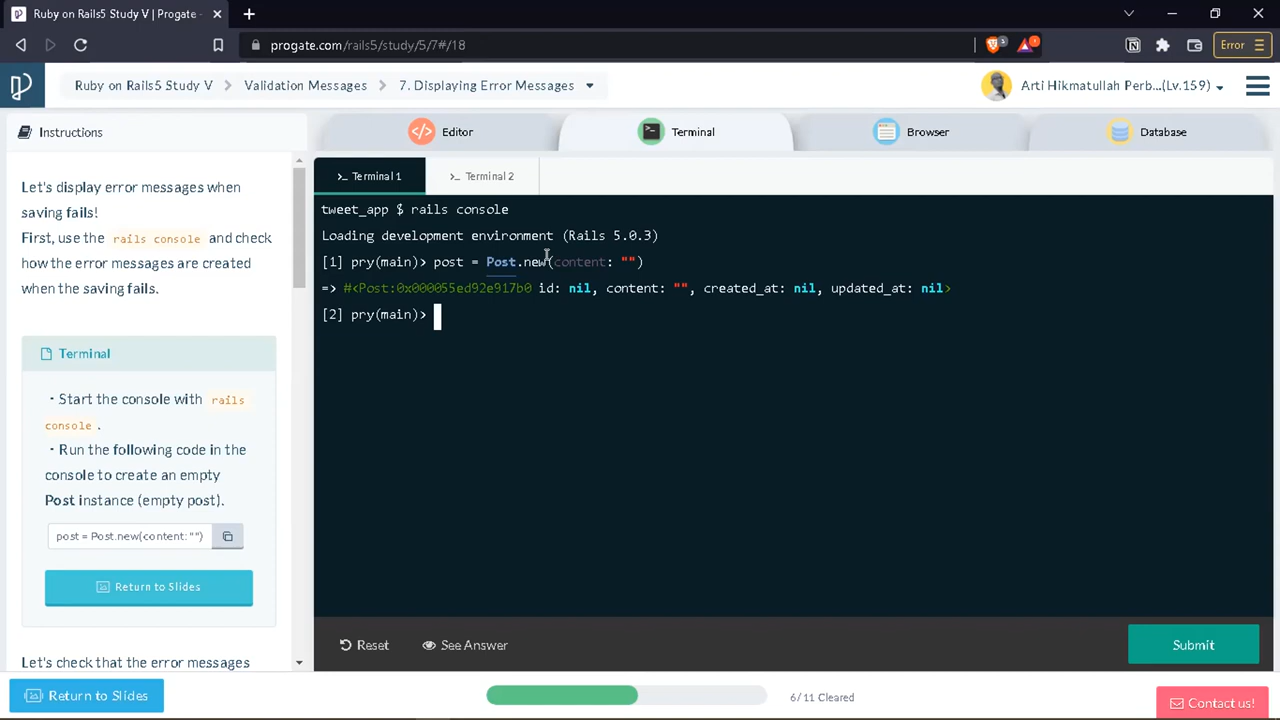 Ruby on Rails5 Study V | Progate -
progate.com/rails5/study/5/7#/18
Error
Ruby on Rails5 Study V
Validation Messages
7. Displaying Error Messages
Arti Hikmatullah Perb...(Lv.159)
Instructions
Editor
Terminal
Browser
Database
Let's display error messages when
saving fails!
First, use the rails console and check
how the error messages are created
when the saving fails.
Terminal
・Start the console with rails
console .
・Run the following code in the
console to create an empty
Post instance (empty post).
post = Post.new(content: "")
Return to Slides
Let's check that the error messages
>_ Terminal 1
>_ Terminal 2
tweet_app $ rails console
Loading development environment (Rails 5.0.3)
[1] pry(main)> post = Post.new(content: "")
=> #<Post:0x000055ed92e917b0 id: nil, content: "", created_at: nil, updated_at: nil>
[2] pry(main)>
Reset
See Answer
Submit
Return to Slides
6/11 Cleared
Contact us!